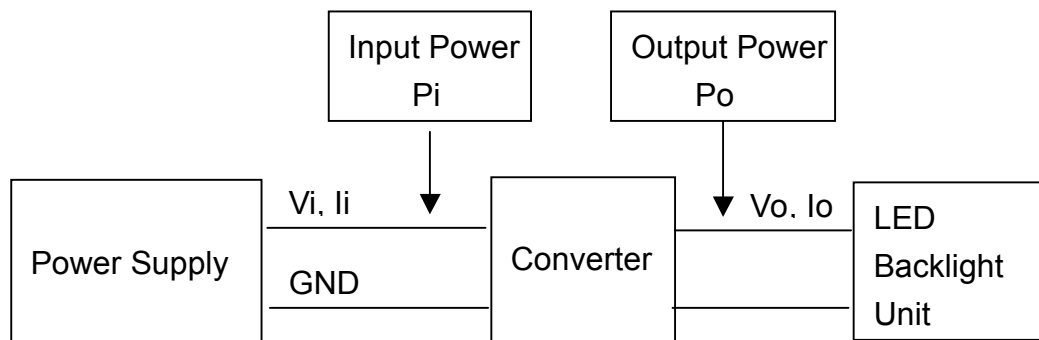 Input Power
Pi
Output Power
Po
Power Supply
Vi, Ii
GND
Converter
Vo, Io
LED
Backlight
Unit